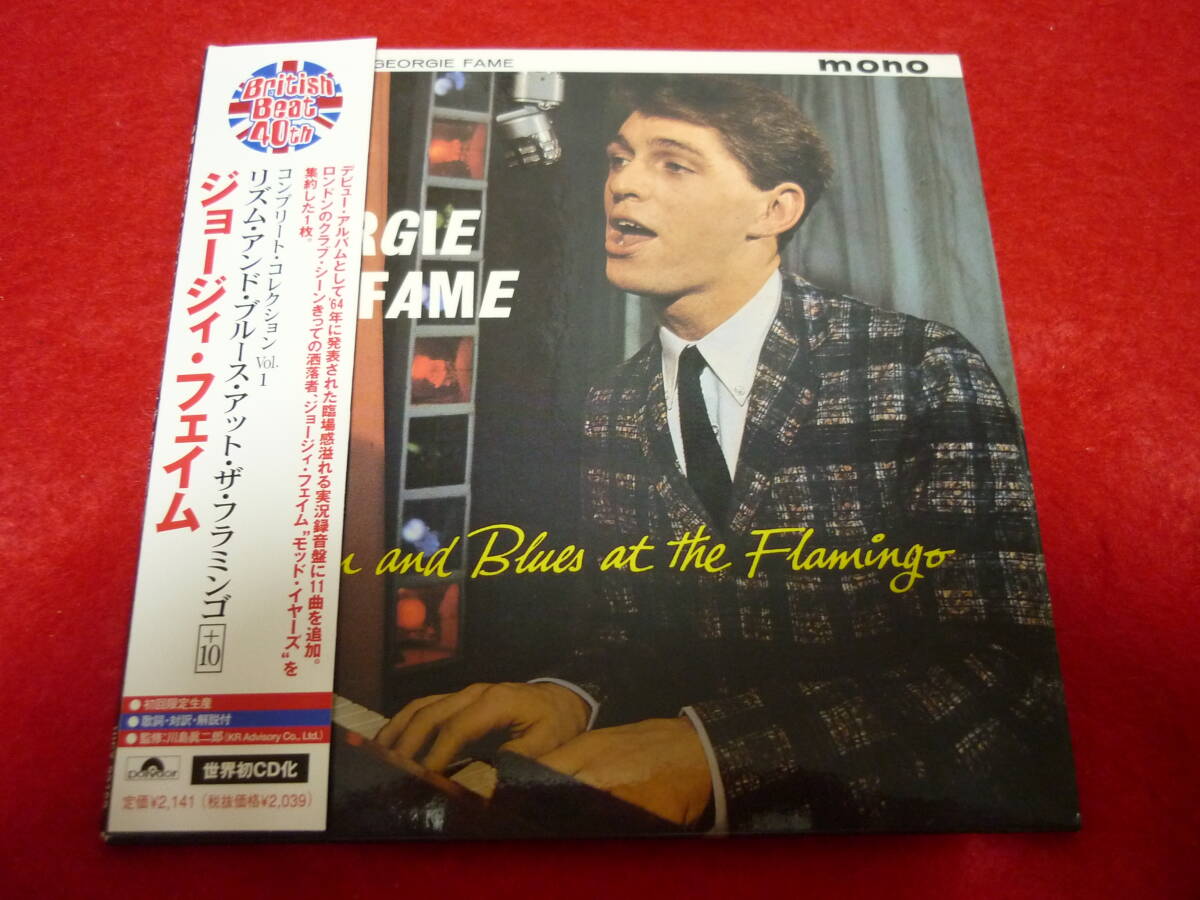 British
Beat
40th
コンプリート・コレクション Vol. 1
リズム・アンド・ブルース・アット・ザ・フラミンゴ +10
ジョージィ・フェイム
デビュー・アルバムとして'64年に発表された臨場感溢れる実況録音盤に11曲を追加。
ロンドンのクラブ・シーンきっての洒落者、ジョージィ・フェイム"モッド・イヤーズ"を
集約した1枚。
●初回限定生産
●歌詞・対訳・解説付
●監修:川島眞二郎(KR Advisory Co., Ltd.)
polydor
世界初CD化
定価¥2,141(税抜価格¥2,039)
GEORGIE FAME
mono
RGIE
FAME
and Blues at the Flamingo